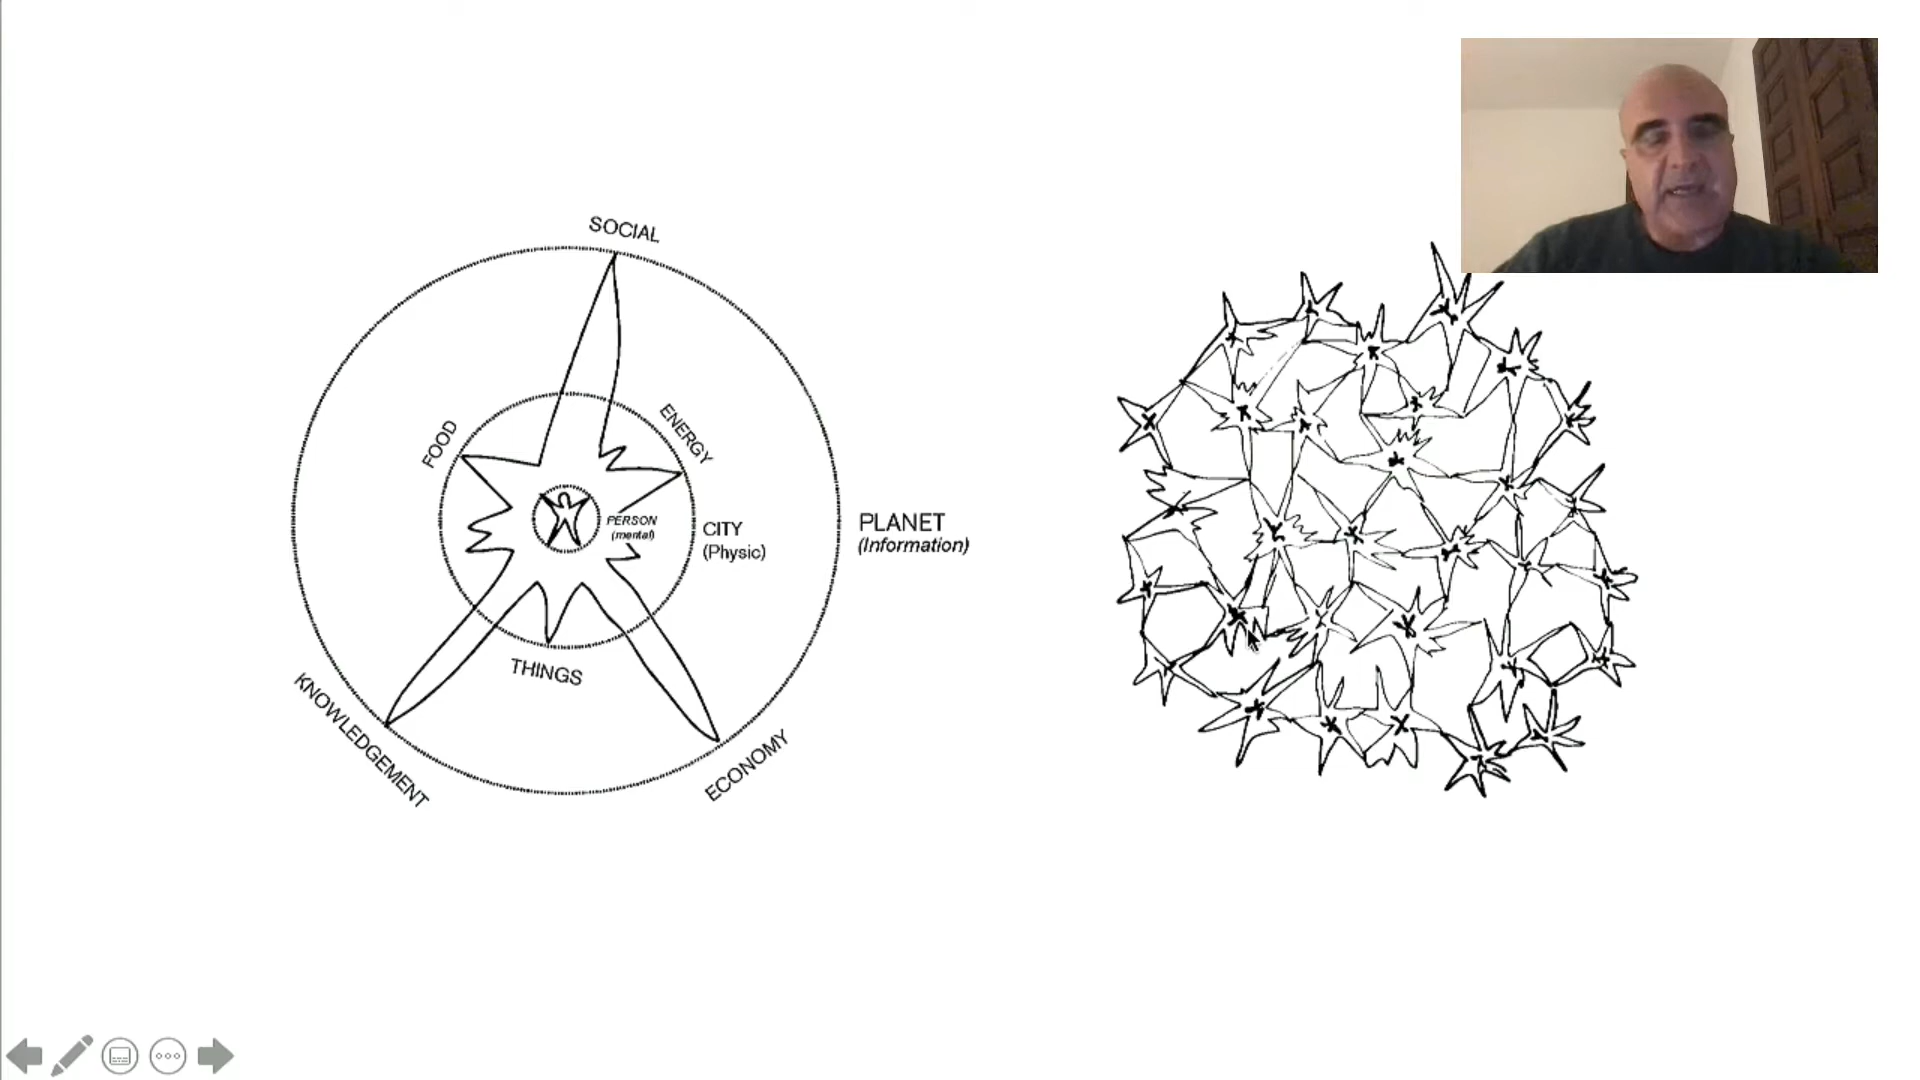 SOCIAL
FOOD
ENERGY
PERSON
(mental)
CITY
(Physic)
PLANET
(Information)
THINGS
KNOWLEDGEMENT
ECONOMY